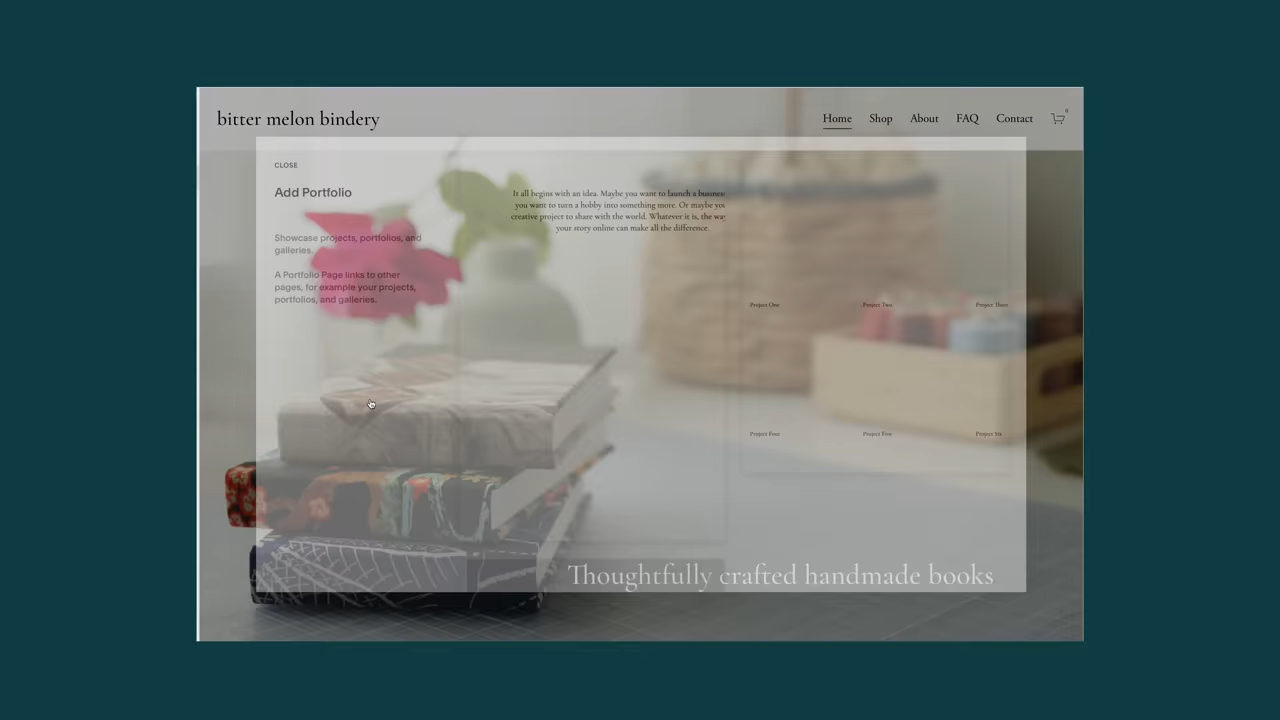 bitter melon bindery
Home Shop About FAQ Contact 0
CLOSE
Add Portfolio
Showcase projects, portfolios, and
galleries.
A Portfolio Page links to other
pages, for example your projects,
portfolios, and galleries.
It all begins with an idea. Maybe you want to launch a
you want to turn a hobby into something more. Or maybe
creative project to share with the world. Whatever it is, the
your story online can make all the difference.
Project One Project Two Project Three
Project Four Project Five Project Six
Thoughtfully crafted handmade books